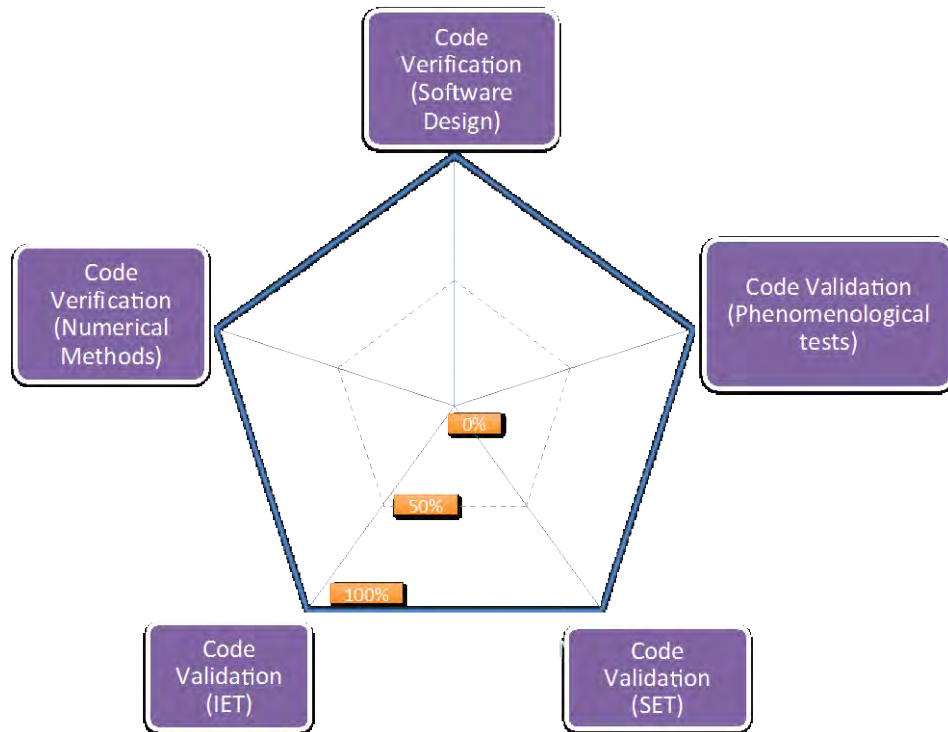 Code
Verification
(Software
Design)
Code
Verification
(Numerical
Methods)
Code Validation
(Phenomenological
tests)
0%
50%
100%
Code
Validation
(IET)
Code
Validation
(SET)